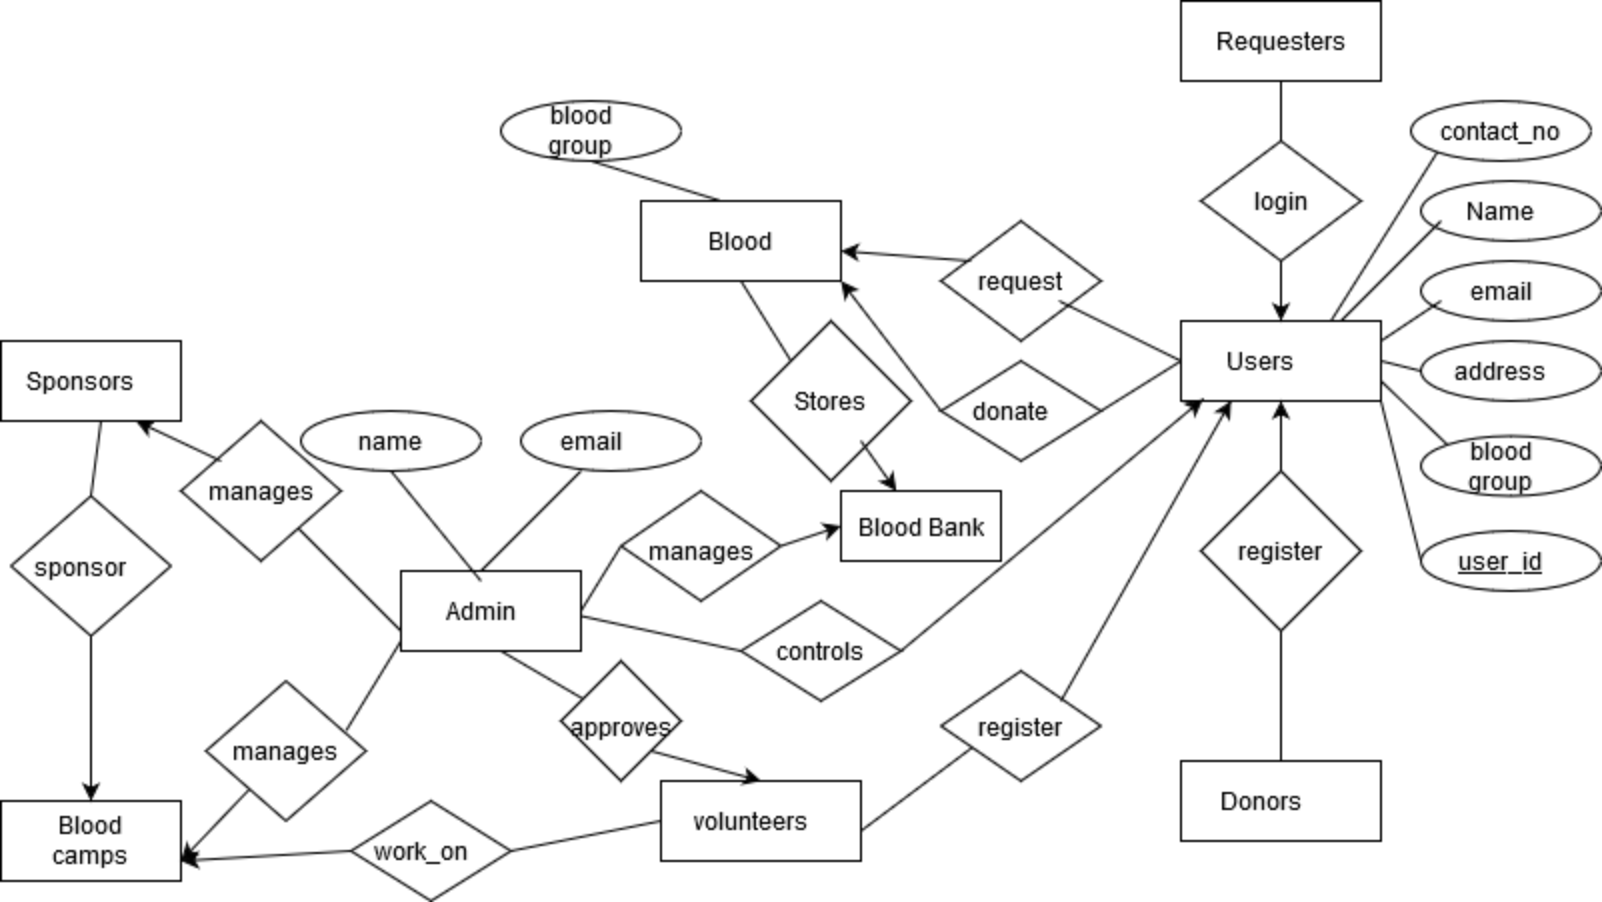 Requesters
blood
group
contact_no
login
Name
Blood
request
email
Sponsors
Users
address
Stores
donate
name
email
blood
group
manages
Blood Bank
manages
register
user_id
sponsor
Admin
controls
approves
register
manages
Blood
camps
volunteers
Donors
work_on